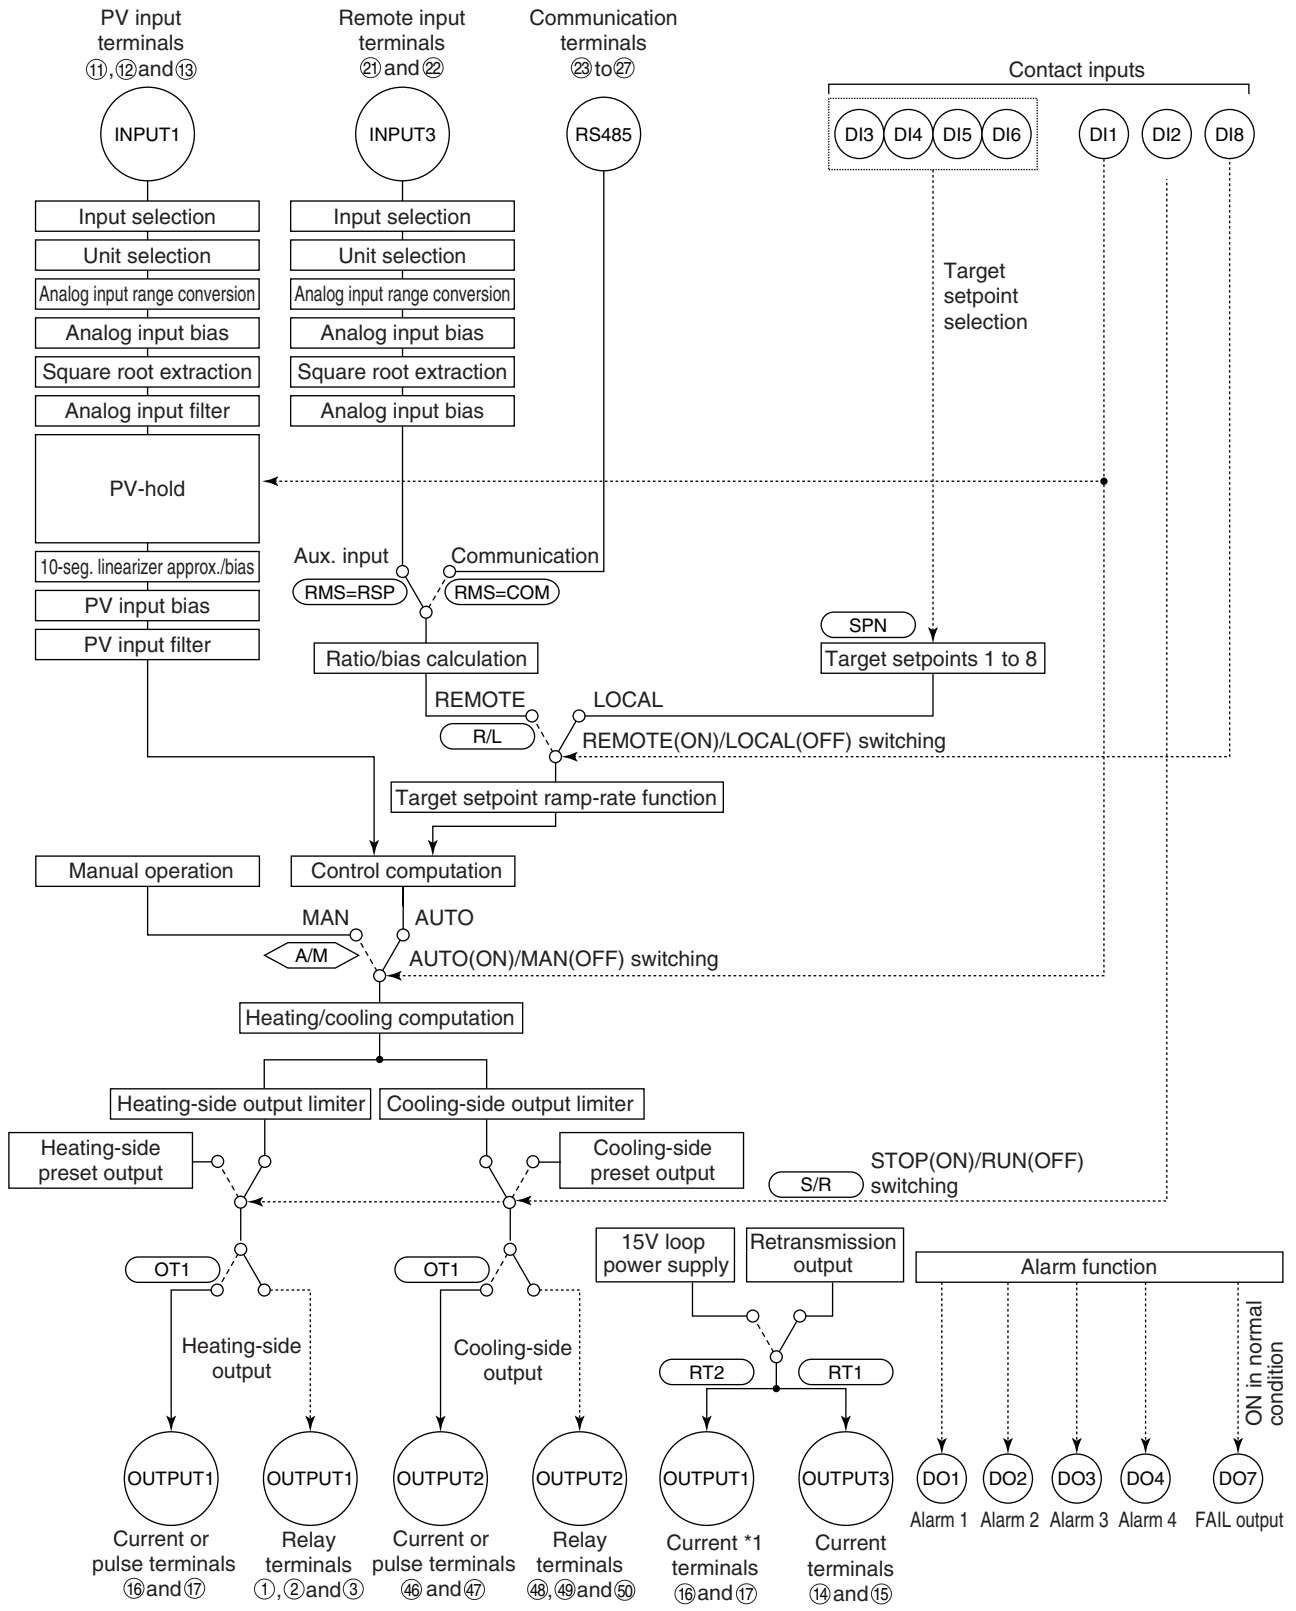 PV input
terminals
⑪,⑫and⑬
Remote input
terminals
㉑and㉒
Communication
terminals
㉓to㉗
Contact inputs
INPUT1
INPUT3
RS485
DI3
DI4
DI5
DI6
DI1
DI2
DI8
Input selection
Unit selection
Analog input range conversion
Analog input bias
Square root extraction
Analog input filter
PV-hold
10-seg. linearizer approx./bias
PV input bias
PV input filter
Input selection
Unit selection
Analog input range conversion
Analog input bias
Square root extraction
Analog input bias
Target
setpoint
selection
Aux. input
Communication
RMS=RSP
RMS=COM
Ratio/bias calculation
SPN
Target setpoints 1 to 8
REMOTE
LOCAL
R/L
REMOTE(ON)/LOCAL(OFF) switching
Target setpoint ramp-rate function
Manual operation
Control computation
MAN
AUTO
A/M
AUTO(ON)/MAN(OFF) switching
Heating/cooling computation
Heating-side output limiter
Cooling-side output limiter
Heating-side
preset output
Cooling-side
preset output
STOP(ON)/RUN(OFF)
switching
S/R
OT1
OT1
15V loop
power supply
Retransmission
output
Alarm function
Heating-side
output
Cooling-side
output
RT2
RT1
ON in normal
condition
OUTPUT1
OUTPUT1
OUTPUT2
OUTPUT2
OUTPUT1
OUTPUT3
DO1
DO2
DO3
DO4
DO7
Alarm 1
Alarm 2
Alarm 3
Alarm 4
FAIL output
Current or
pulse terminals
⑯and⑰
Relay
terminals
①,②and③
Current or
pulse terminals
㊻ and㊼
Relay
terminals
㊽,㊾and㊿
Current *1
terminals
⑯and⑰
Current
terminals
⑭and⑮